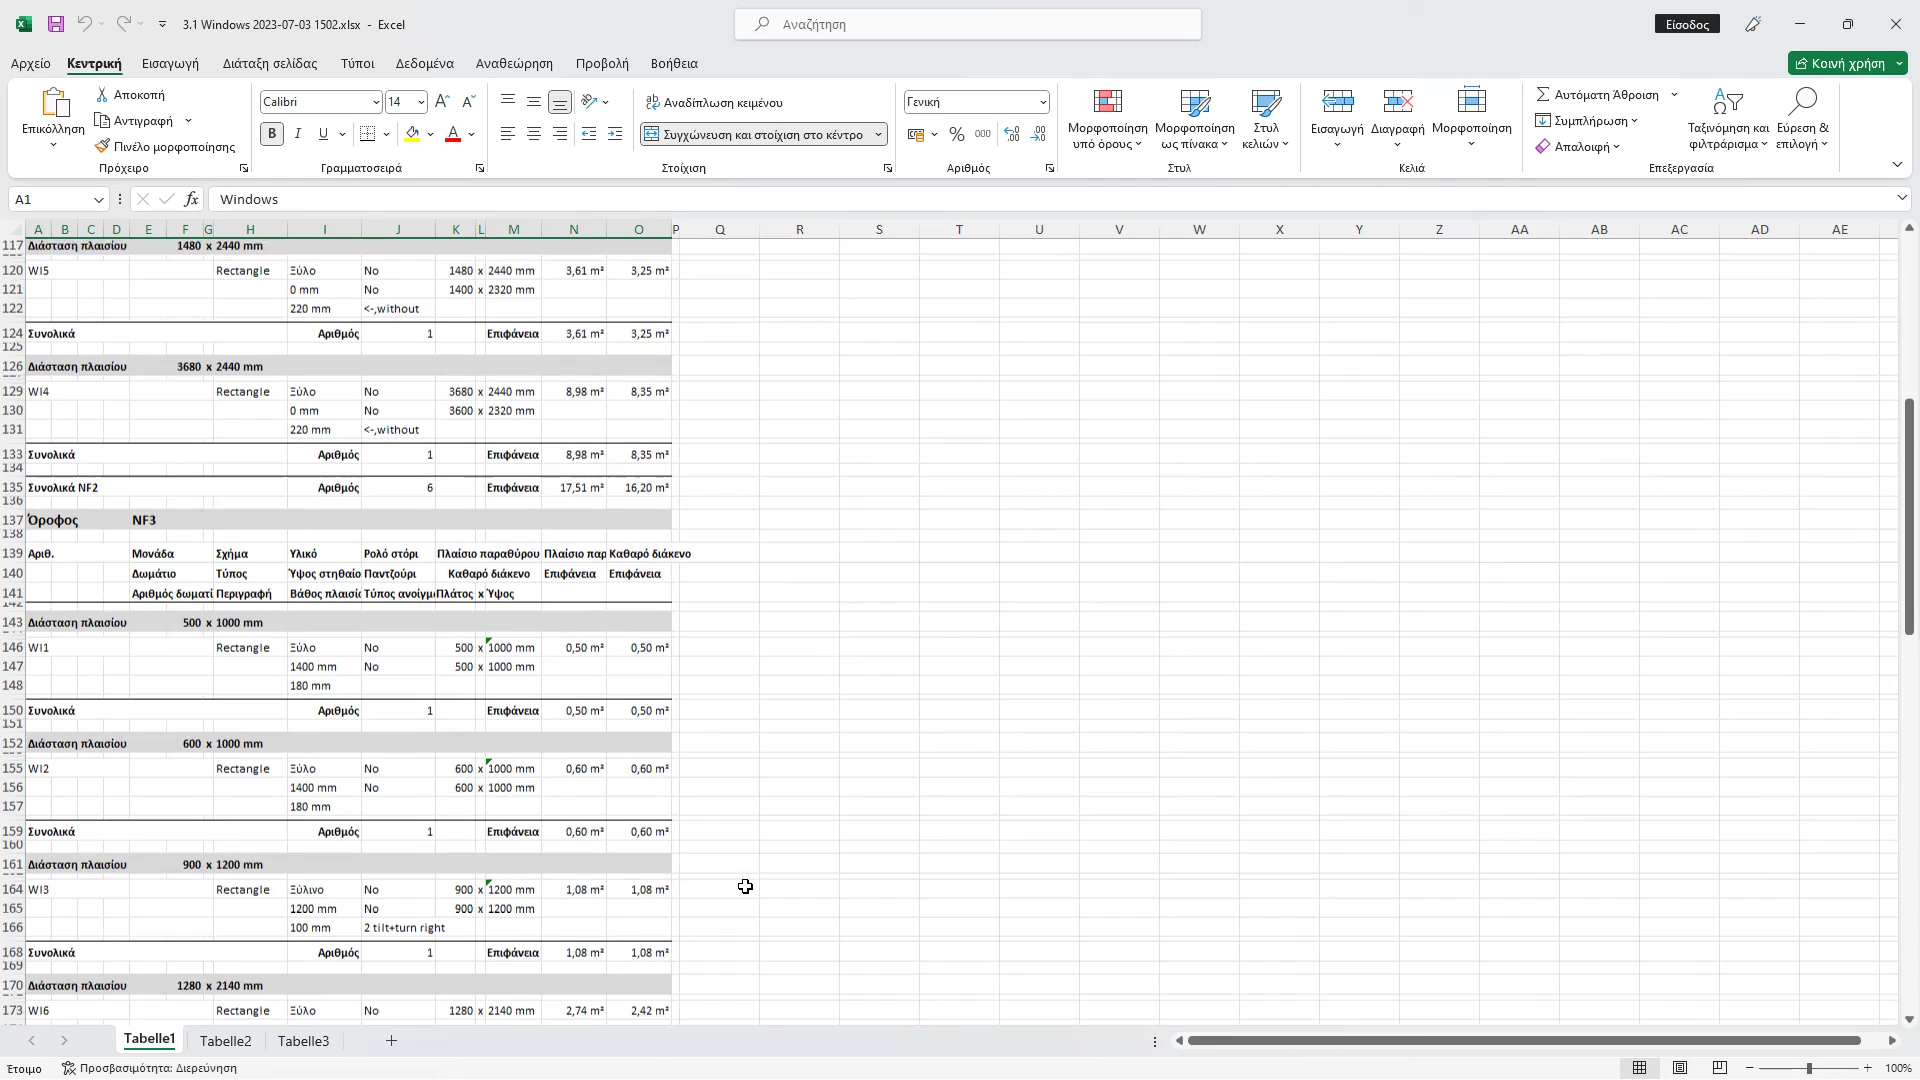 3.1 Windows 2023-07-03 1502.xlsx - Excel
Αναζήτηση
Είσοδος
Αρχείο Κεντρική Εισαγωγή Διάταξη σελίδας Τύποι Δεδομένα Αναθεώρηση Προβολή Βοήθεια
Κοινή χρήση
Επικόλληση
Αποκοπή
Αντιγραφή
Πινέλο μορφοποίησης
Πρόχειρο
Calibri 14
B I U
Γραμματοσειρά
Αναδίπλωση κειμένου
Συγχώνευση και στοίχιση στο κέντρο
Στοίχιση
Γενική
% 000
Αριθμός
Μορφοποίηση υπό όρους
Μορφοποίηση ως πίνακα
Στυλ κελιών
Στυλ
Εισαγωγή
Διαγραφή
Μορφοποίηση
Κελιά
Αυτόματη Άθροιση
Συμπλήρωση
Απαλοιφή
Ταξινόμηση και φιλτράρισμα
Εύρεση & επιλογή
Επεξεργασία
A1 fx Windows
A B C D E F G H I J K L M N O P Q R S T U V W X Y Z AA AB AC AD AE
117 Διάσταση πλαισίου 1480 x 2440 mm
120 WI5 Rectangle Ξύλο No 1480 x 2440 mm 3,61 m² 3,25 m²
121 0 mm No 1400 x 2320 mm
122 220 mm <-,without
124 Συνολικά Αριθμός 1 Επιφάνεια 3,61 m² 3,25 m²
125
126 Διάσταση πλαισίου 3680 x 2440 mm
129 WI4 Rectangle Ξύλο No 3680 x 2440 mm 8,98 m² 8,35 m²
130 0 mm No 3600 x 2320 mm
131 220 mm <-,without
133 Συνολικά Αριθμός 1 Επιφάνεια 8,98 m² 8,35 m²
134
135 Συνολικά NF2 Αριθμός 6 Επιφάνεια 17,51 m² 16,20 m²
136
137 Όροφος NF3
138
139 Αριθ. Μονάδα Σχήμα Υλικό Ρολό στόρι Πλαίσιο παραθύρου Πλαίσιο παρ Καθαρό διάκενο
140 Δωμάτιο Τύπος Ύψος στηθαίο Παντζούρι Καθαρό διάκενο Επιφάνεια Επιφάνεια
141 Αριθμός δωματί Περιγραφή Βάθος πλαισίο Τύπος ανοίγμ Πλάτος x Ύψος
142
143 Διάσταση πλαισίου 500 x 1000 mm
146 WI1 Rectangle Ξύλο No 500 x 1000 mm 0,50 m² 0,50 m²
147 1400 mm No 500 x 1000 mm
148 180 mm
150 Συνολικά Αριθμός 1 Επιφάνεια 0,50 m² 0,50 m²
151
152 Διάσταση πλαισίου 600 x 1000 mm
155 WI2 Rectangle Ξύλο No 600 x 1000 mm 0,60 m² 0,60 m²
156 1400 mm No 600 x 1000 mm
157 180 mm
159 Συνολικά Αριθμός 1 Επιφάνεια 0,60 m² 0,60 m²
160
161 Διάσταση πλαισίου 900 x 1200 mm
164 WI3 Rectangle Ξύλινο No 900 x 1200 mm 1,08 m² 1,08 m²
165 1200 mm No 900 x 1200 mm
166 100 mm 2 tilt+turn right
168 Συνολικά Αριθμός 1 Επιφάνεια 1,08 m² 1,08 m²
169
170 Διάσταση πλαισίου 1280 x 2140 mm
173 WI6 Rectangle Ξύλο No 1280 x 2140 mm 2,74 m² 2,42 m²
Tabelle1 Tabelle2 Tabelle3
Έτοιμο Προσβασιμότητα: Διερεύνηση 100%